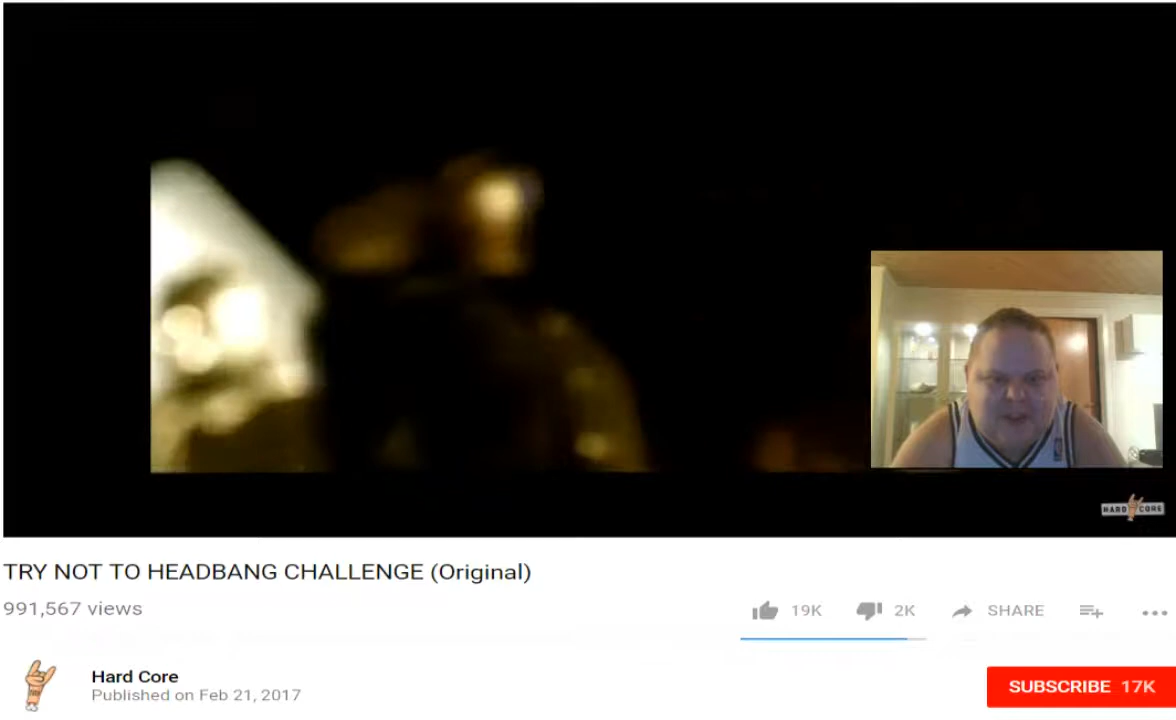 HARD CORE
TRY NOT TO HEADBANG CHALLENGE (Original)
991,567 views
19K
2K
SHARE
Hard Core
Published on Feb 21, 2017
SUBSCRIBE 17K